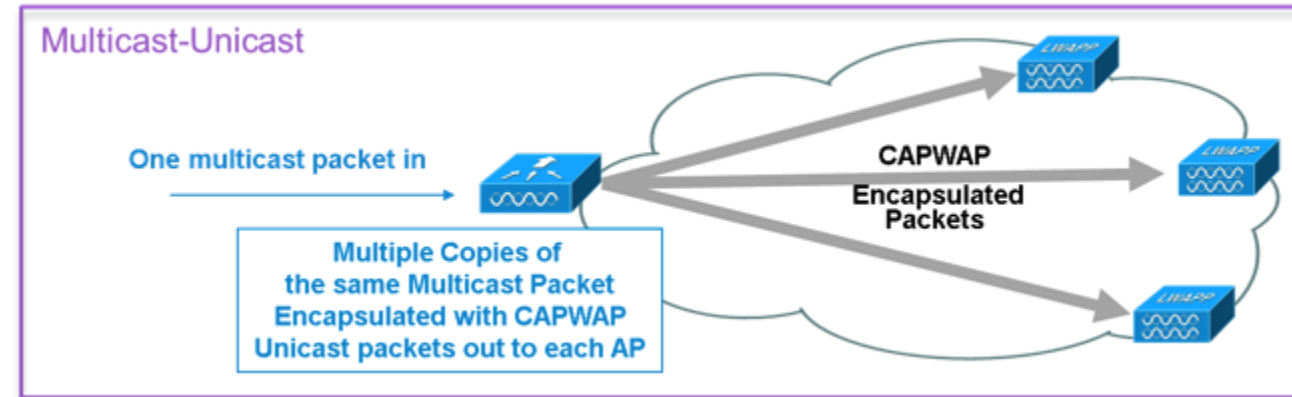 Multicast-Unicast
LWAPP
One multicast packet in
CAPWAP
LWAPP
Encapsulated
Packets
Multiple Copies of
the same Multicast Packet
Encapsulated with CAPWAP
Unicast packets out to each AP
LWAPP